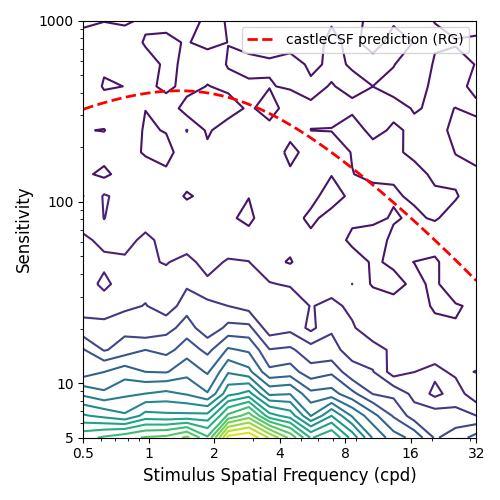 1000
castleCSF prediction (RG)
Sensitivity
100
10
5
0.5 1 2 4 8 16 32
Stimulus Spatial Frequency (cpd)